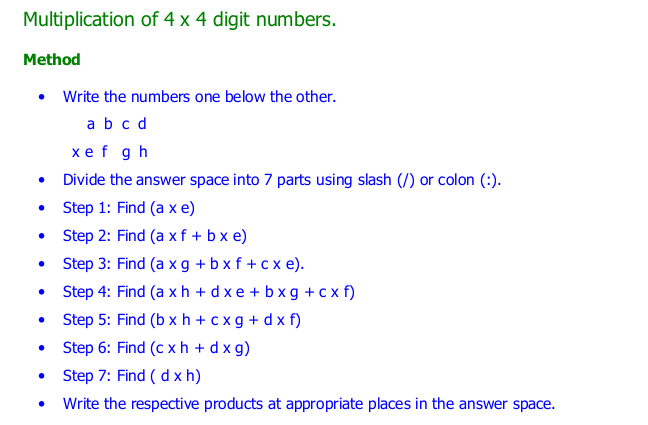 Multiplication of 4 x 4 digit numbers.
Method
• Write the numbers one below the other.
a b c d
x e f g h
• Divide the answer space into 7 parts using slash (/) or colon (:).
• Step 1: Find (a x e)
• Step 2: Find (a x f + b x e)
• Step 3: Find (a x g + b x f + c x e).
• Step 4: Find (a x h + d x e + b x g + c x f)
• Step 5: Find (b x h + c x g + d x f)
• Step 6: Find (c x h + d x g)
• Step 7: Find ( d x h)
• Write the respective products at appropriate places in the answer space.